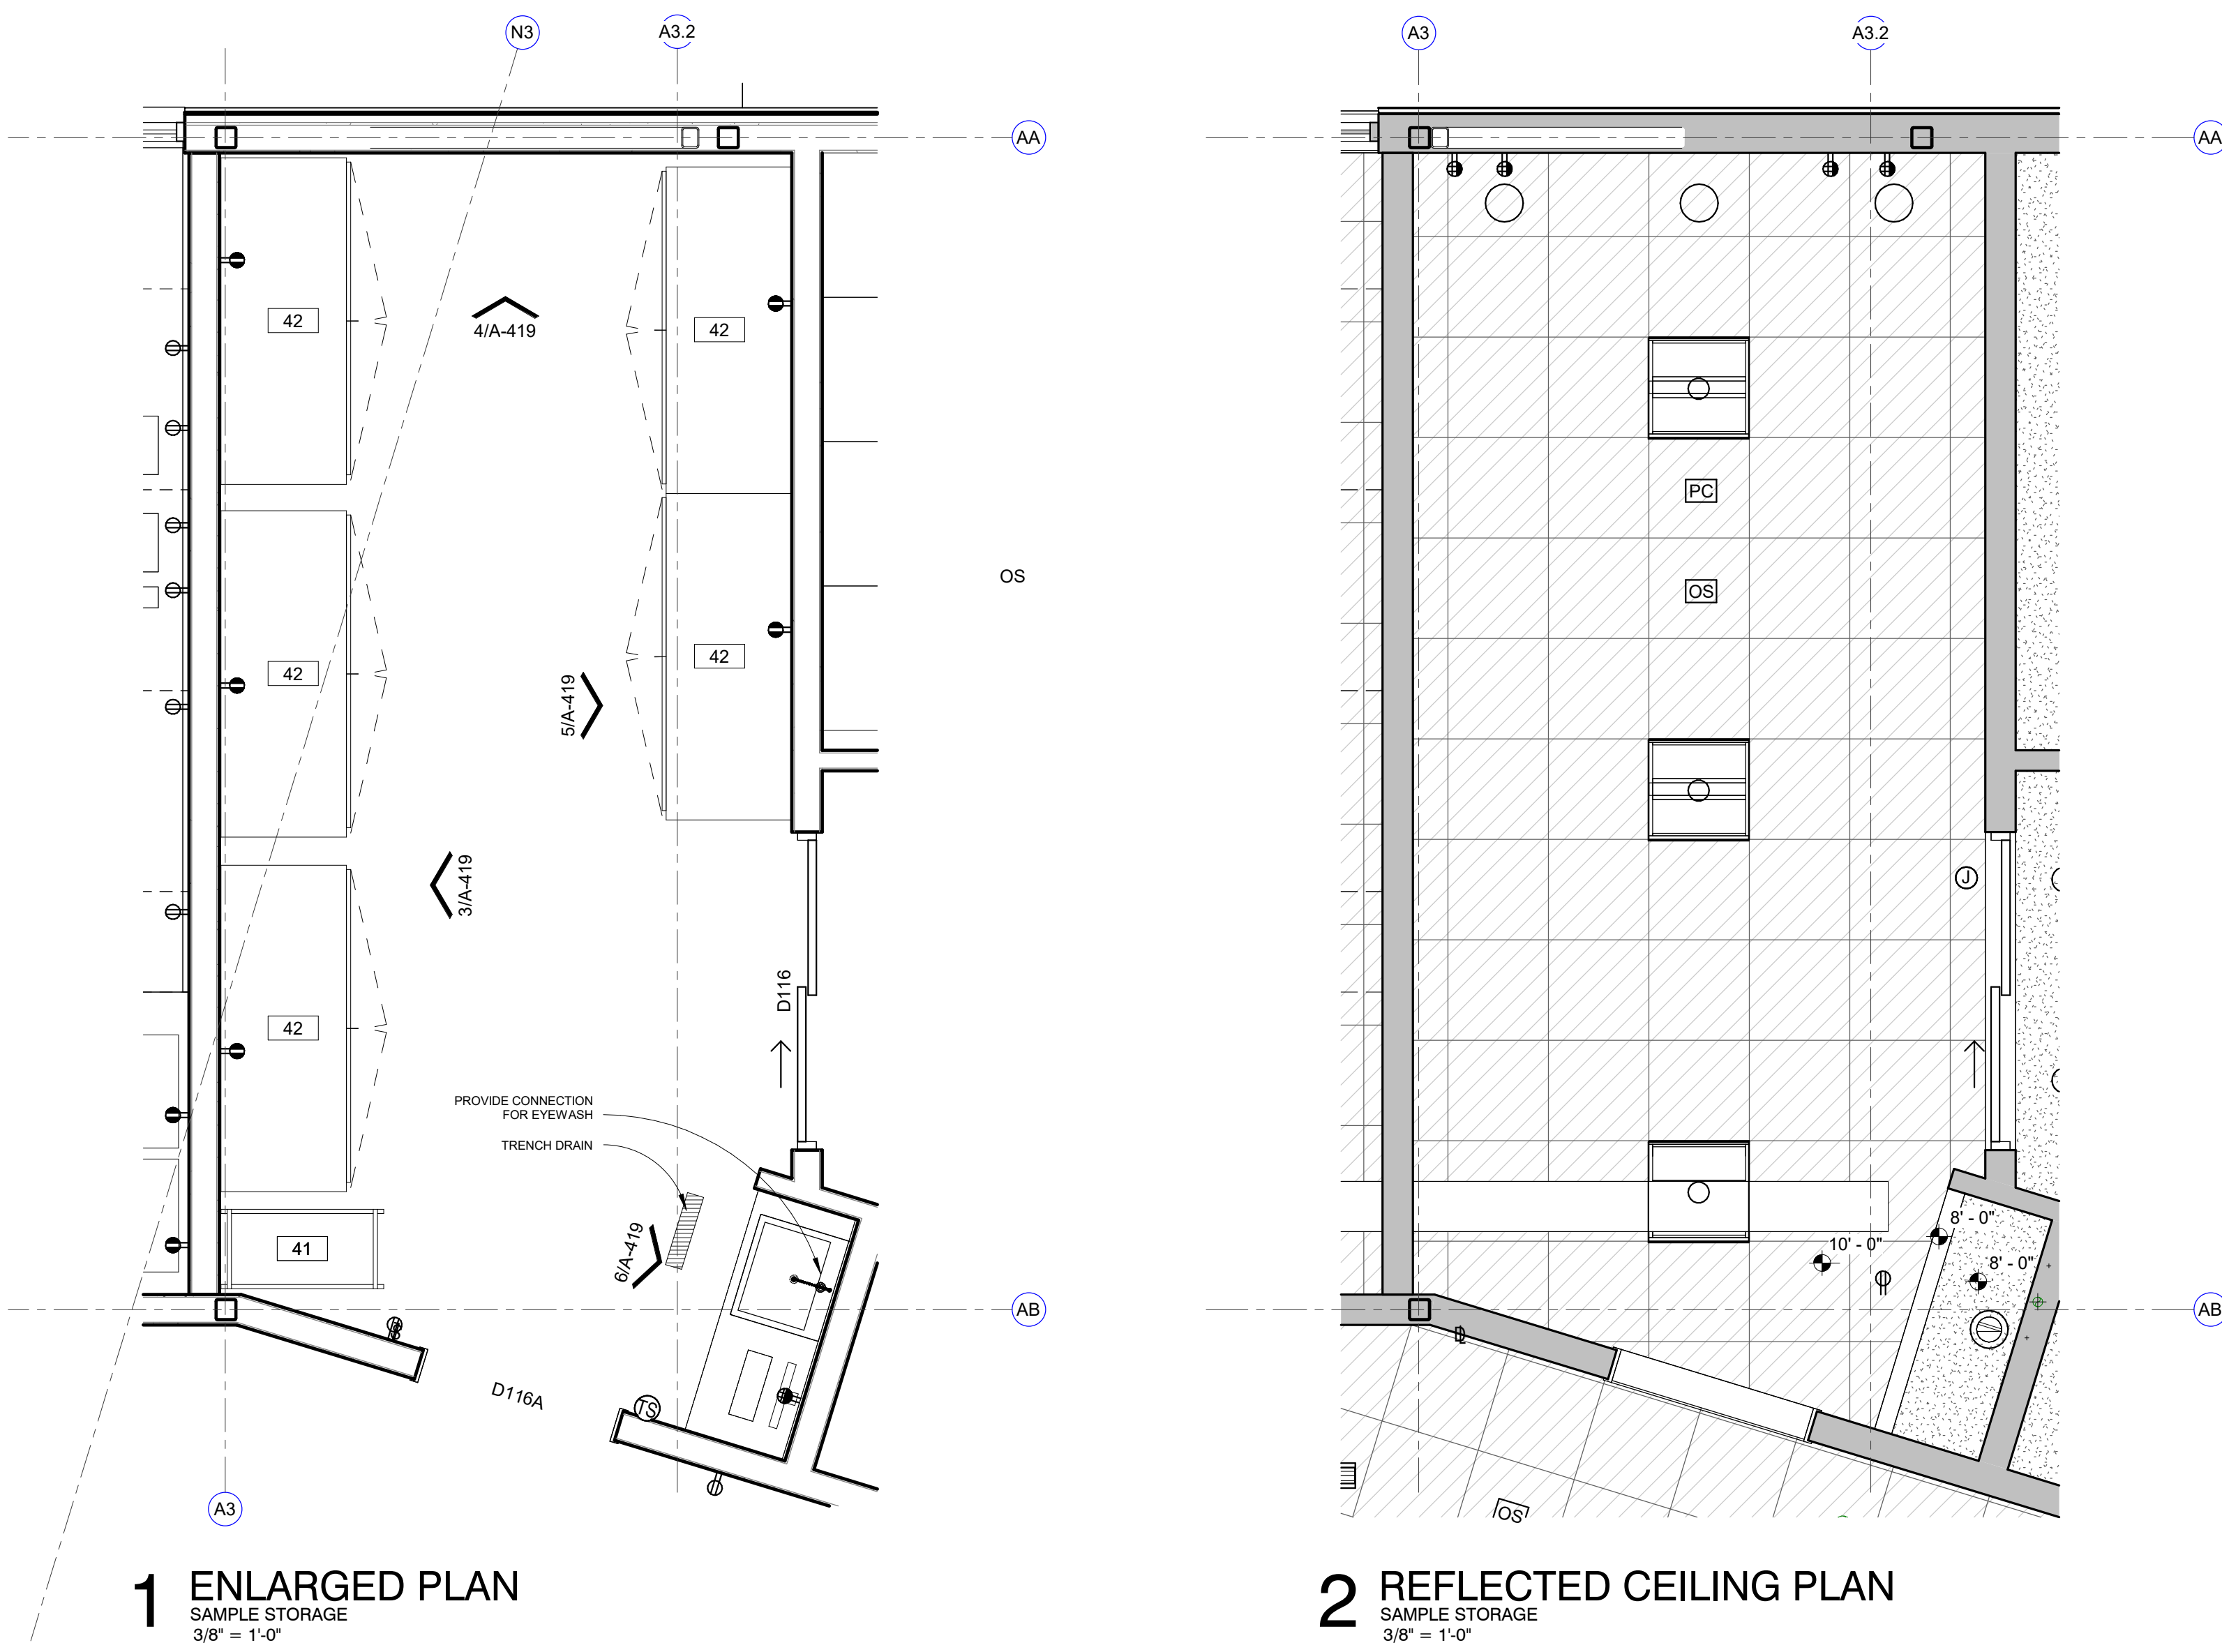 N3
A3.2
A3
A3.2
AA
AA
42
4/A-419
42
PC
OS
OS
42
42
5/A-419
3/A-419
J
D116
42
PROVIDE CONNECTION
FOR EYEWASH
TRENCH DRAIN
6/A-419
41
8' - 0"
10' - 0"
8' - 0"
AB
AB
D116A
TS
A3
OS
1 ENLARGED PLAN
SAMPLE STORAGE
3/8" = 1'-0"
2 REFLECTED CEILING PLAN
SAMPLE STORAGE
3/8" = 1'-0"